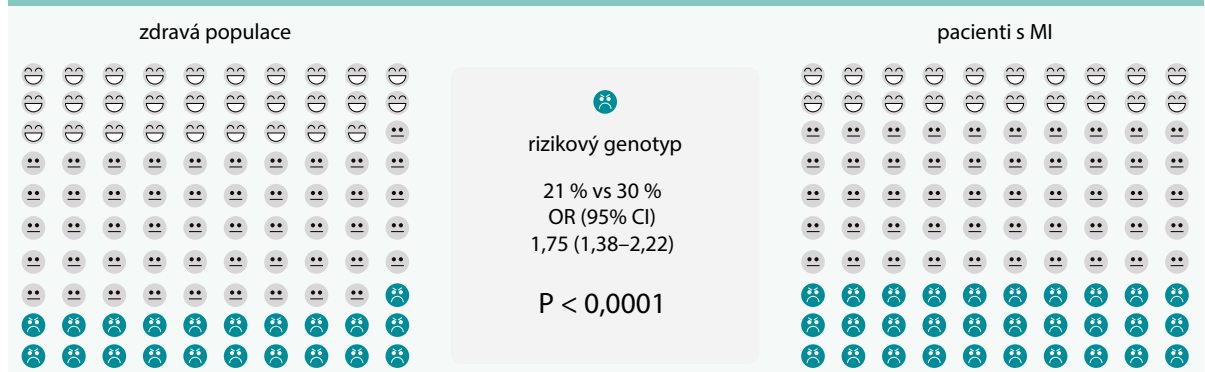 zdravá populace
pacienti s MI
rizikový genotyp
21 % vs 30 %
OR (95% CI)
1,75 (1,38–2,22)
P < 0,0001